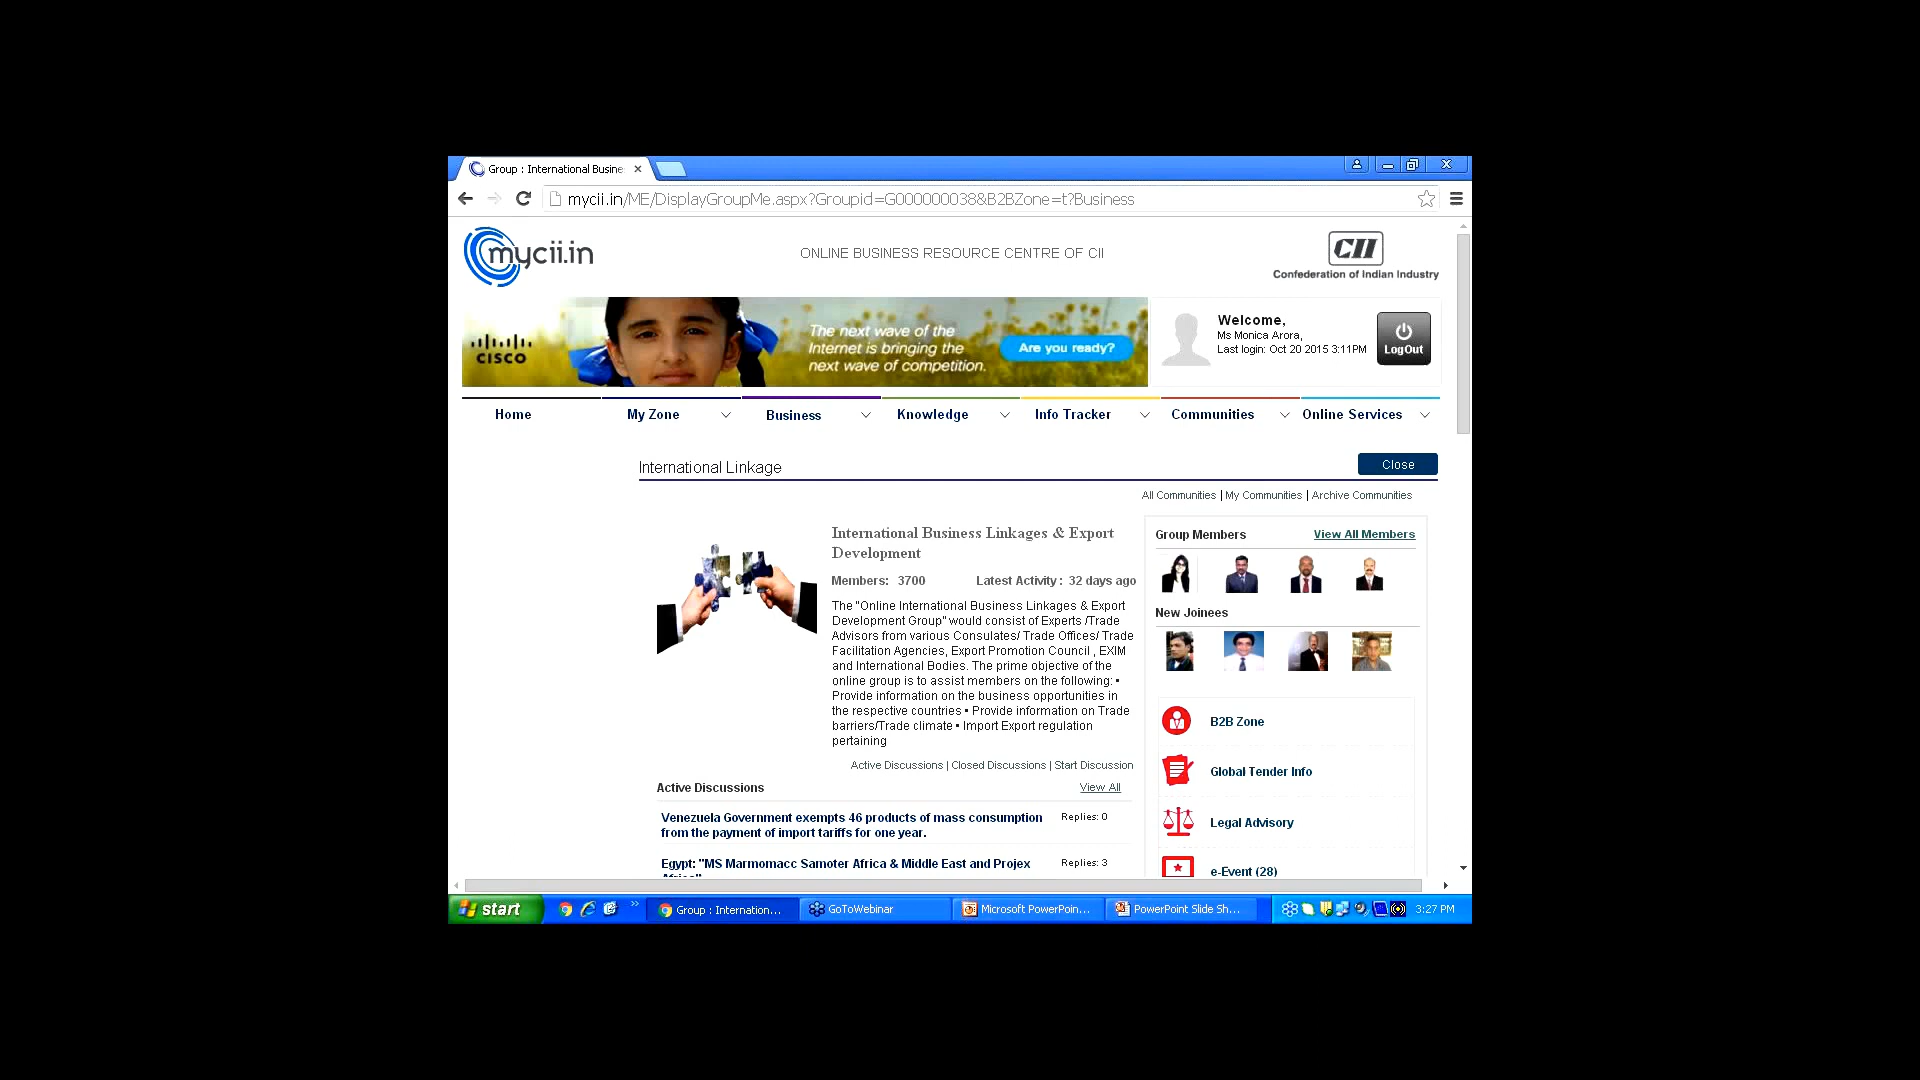 Group : International Busine
mycii.in/ME/DisplayGroupMe.aspx?Groupid=G000000038&B2BZone=t?Business
mycii.in
ONLINE BUSINESS RESOURCE CENTRE OF CII
CII
Confederation of Indian Industry
CISCO
The next wave of the
Internet is bringing the
next wave of competition.
Are you ready?
Welcome,
Ms Monica Arora,
Last login: Oct 20 2015 3:11PM
LogOut
Home
My Zone
Business
Knowledge
Info Tracker
Communities
Online Services
International Linkage
Close
All Communities | My Communities | Archive Communities
International Business Linkages & Export
Development
Members: 3700
Latest Activity : 32 days ago
The "Online International Business Linkages & Export
Development Group" would consist of Experts /Trade
Advisors from various Consulates/ Trade Offices/ Trade
Facilitation Agencies, Export Promotion Council , EXIM
and International Bodies. The prime objective of the
online group is to assist members on the following: •
Provide information on the business opportunities in
the respective countries • Provide information on Trade
barriers/Trade climate • Import Export regulation
pertaining
Active Discussions | Closed Discussions | Start Discussion
Active Discussions
View All
Venezuela Government exempts 46 products of mass consumption
from the payment of import tariffs for one year.
Replies: 0
Egypt: "MS Marmomacc Samoter Africa & Middle East and Projex
Africa"
Replies: 3
Group Members
View All Members
New Joinees
B2B Zone
Global Tender Info
Legal Advisory
e-Event (28)
start
Group : Internation...
GoToWebinar
Microsoft PowerPoin...
PowerPoint Slide Sh...
3:27 PM